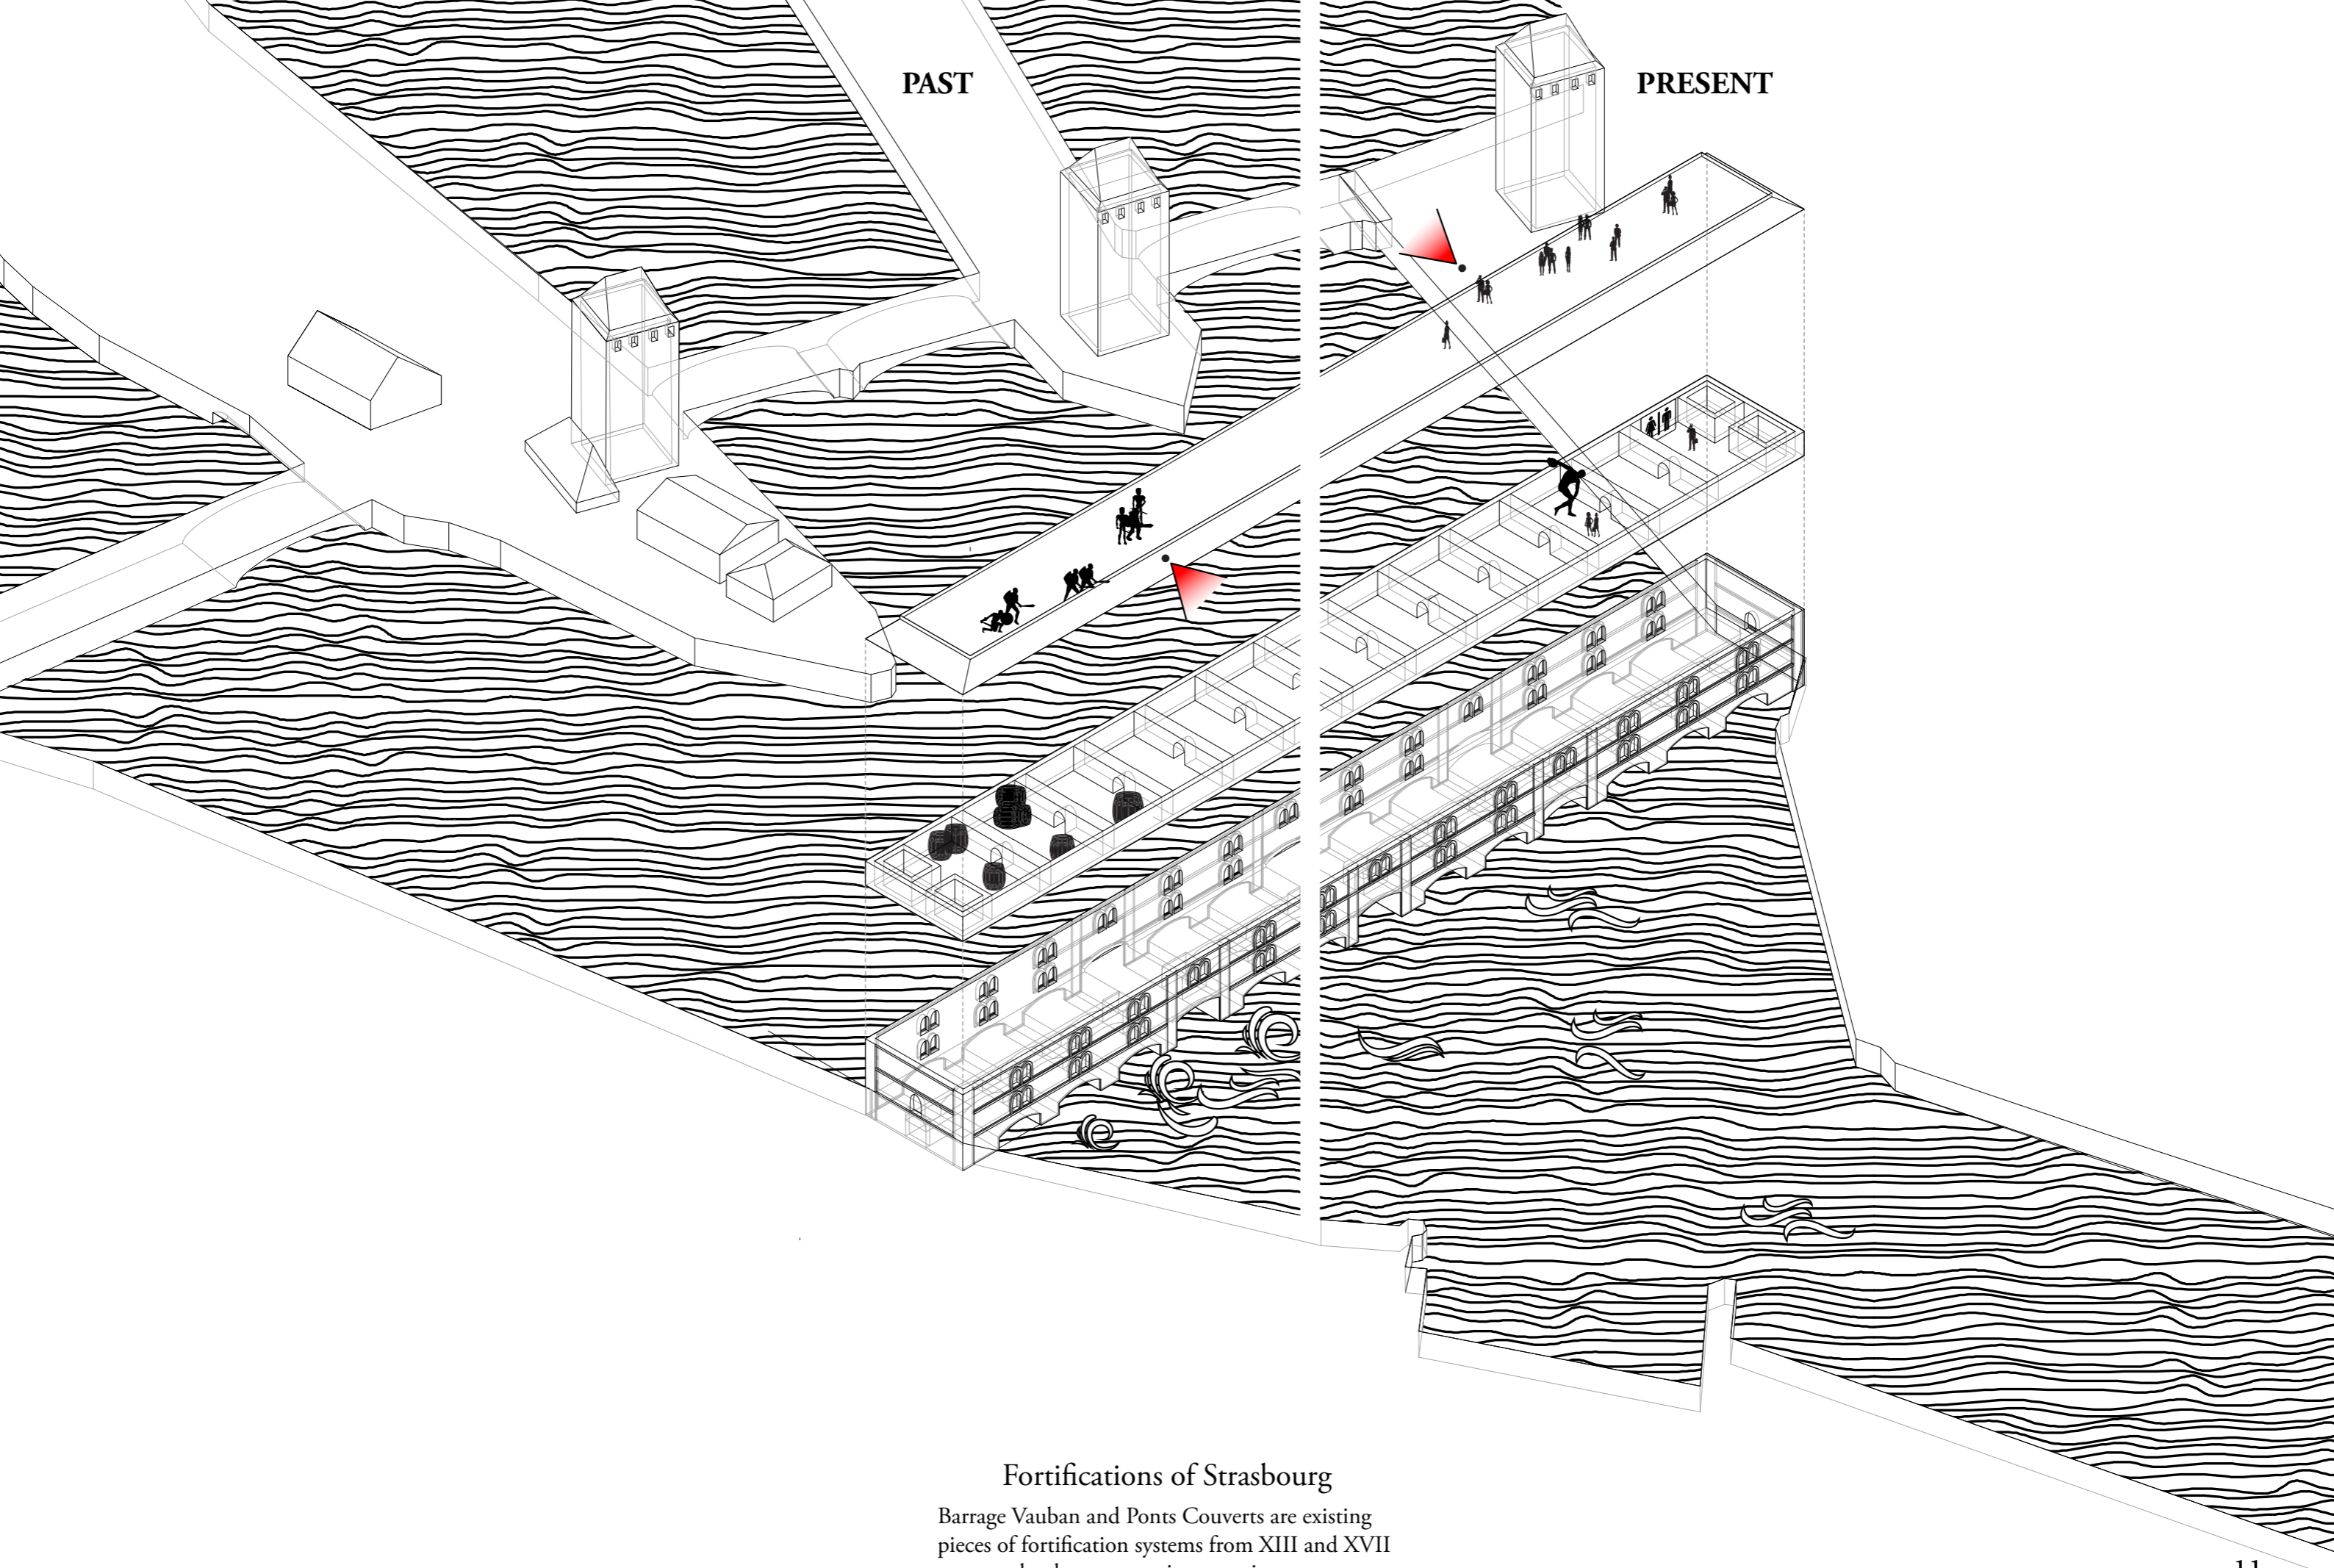 PAST
PRESENT
Fortifications of Strasbourg
Barrage Vauban and Ponts Couverts are existing
pieces of fortification systems from XIII and XVII
11